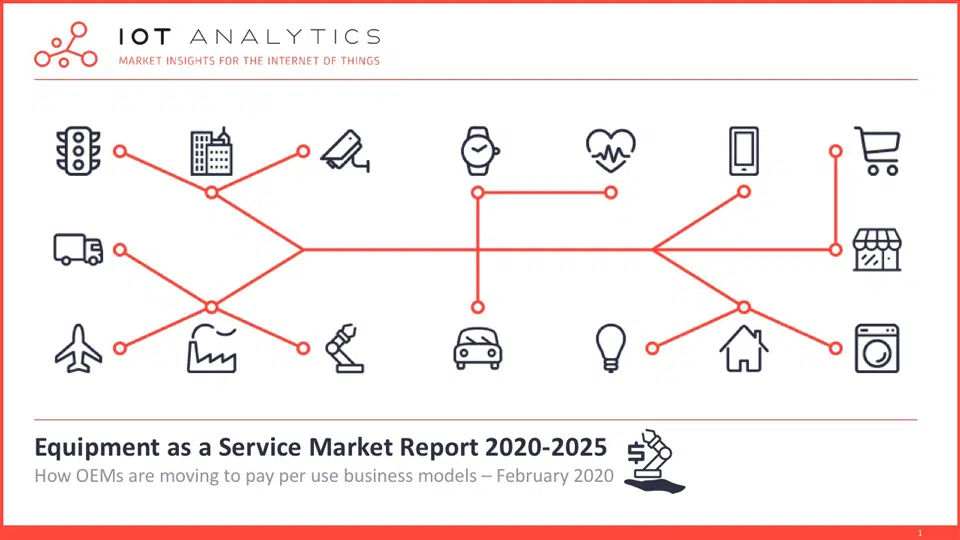 IOT ANALYTICS
MARKET INSIGHTS FOR THE INTERNET OF THINGS
Equipment as a Service Market Report 2020-2025
$
How OEMs are moving to pay per use business models – February 2020
1